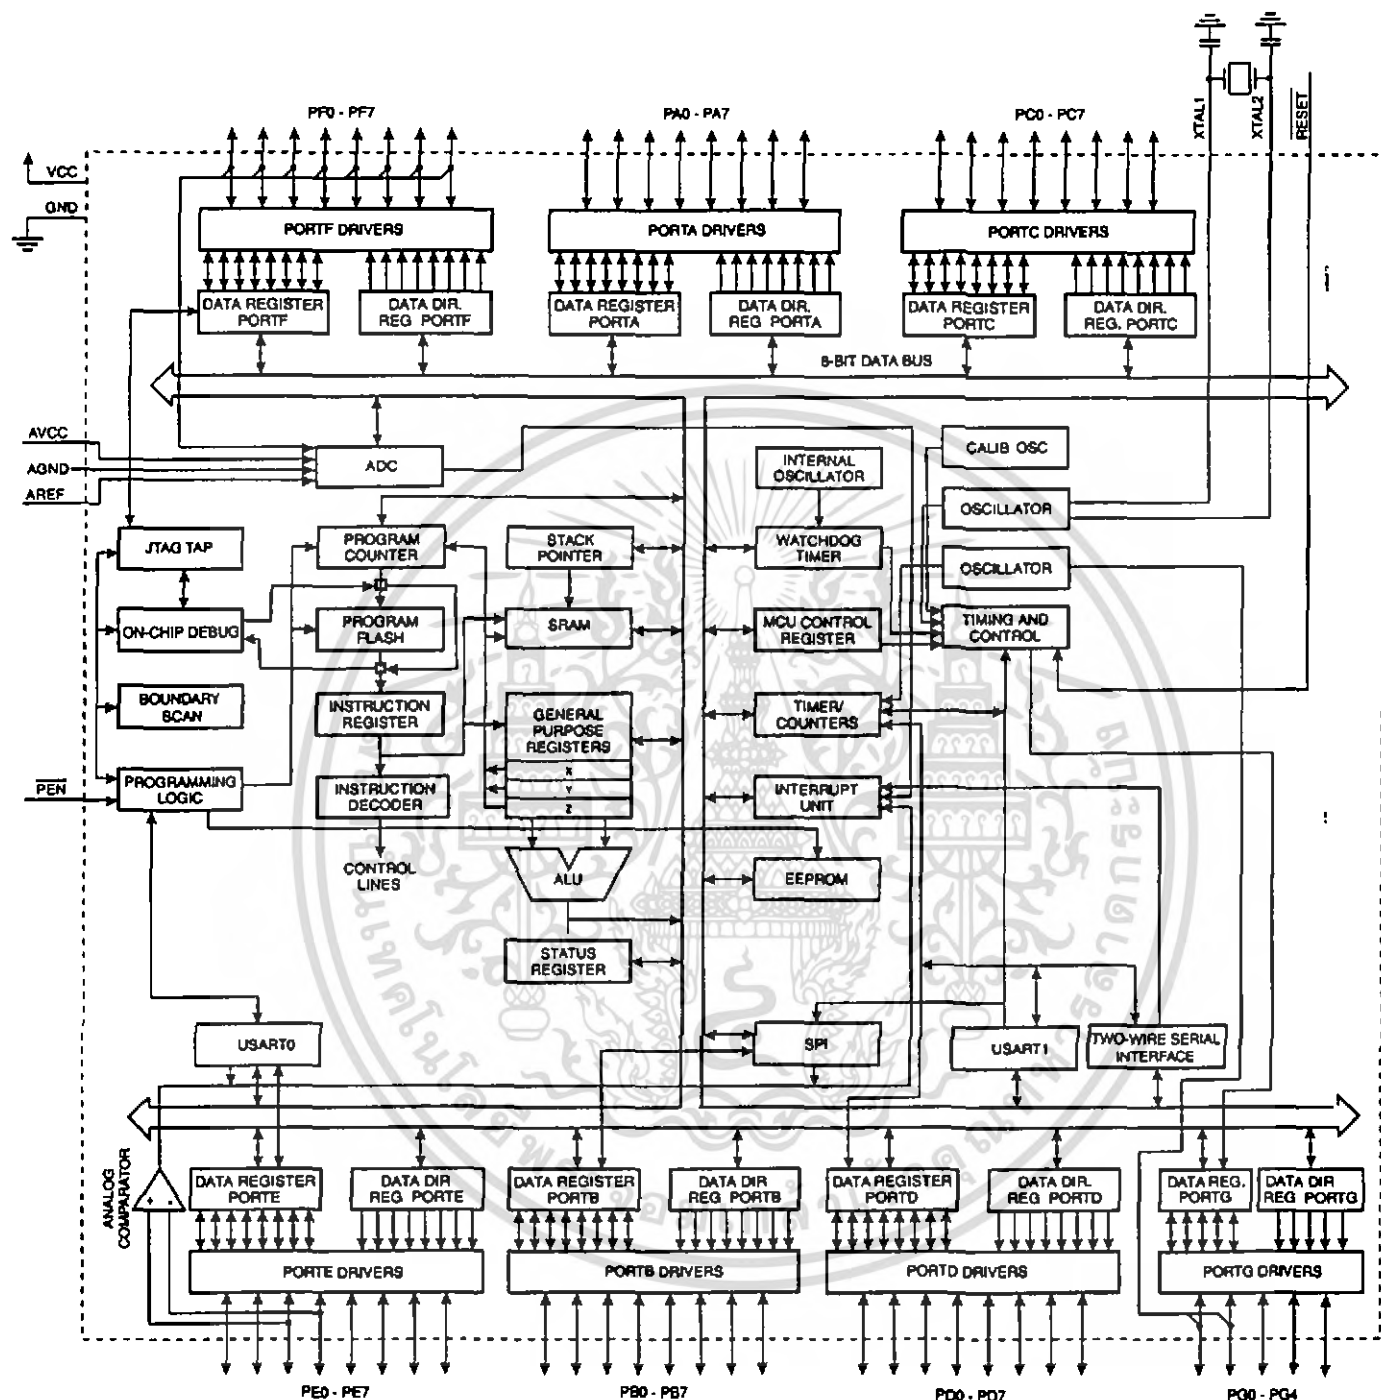 XTAL1
XTAL2
RESET
PF0 - PF7
PA0 - PA7
PC0 - PC7
VCC
GND
PORTF DRIVERS
PORTA DRIVERS
PORTC DRIVERS
DATA REGISTER
PORTF
DATA DIR.
REG PORTF
DATA REGISTER
PORTA
DATA DIR.
REG PORTA
DATA REGISTER
PORTC
DATA DIR.
REG. PORTC
8-BIT DATA BUS
AVCC
AGND
AREF
ADC
INTERNAL
OSCILLATOR
CALIB OSC
OSCILLATOR
JTAG TAP
PROGRAM
COUNTER
STACK
POINTER
WATCHDOG
TIMER
OSCILLATOR
ON-CHIP DEBUG
PROGRAM
FLASH
SRAM
MCU CONTROL
REGISTER
TIMING AND
CONTROL
BOUNDARY
SCAN
INSTRUCTION
REGISTER
GENERAL
PURPOSE
REGISTERS
X
Y
Z
TIMER/
COUNTERS
PEN
PROGRAMMING
LOGIC
INSTRUCTION
DECODER
INTERRUPT
UNIT
CONTROL
LINES
ALU
EEPROM
STATUS
REGISTER
USART0
SPI
USART1
TWO-WIRE SERIAL
INTERFACE
ANALOG
COMPARATOR
DATA REGISTER
PORTE
DATA DIR
REG PORTE
DATA REGISTER
PORTB
DATA DIR
REG PORTB
DATA REGISTER
PORTD
DATA DIR.
REG PORTD
DATA REG.
PORTG
DATA DIR
REG PORTG
PORTE DRIVERS
PORTB DRIVERS
PORTD DRIVERS
PORTG DRIVERS
PE0 - PE7
PB0 - PB7
PD0 - PD7
PG0 - PG4